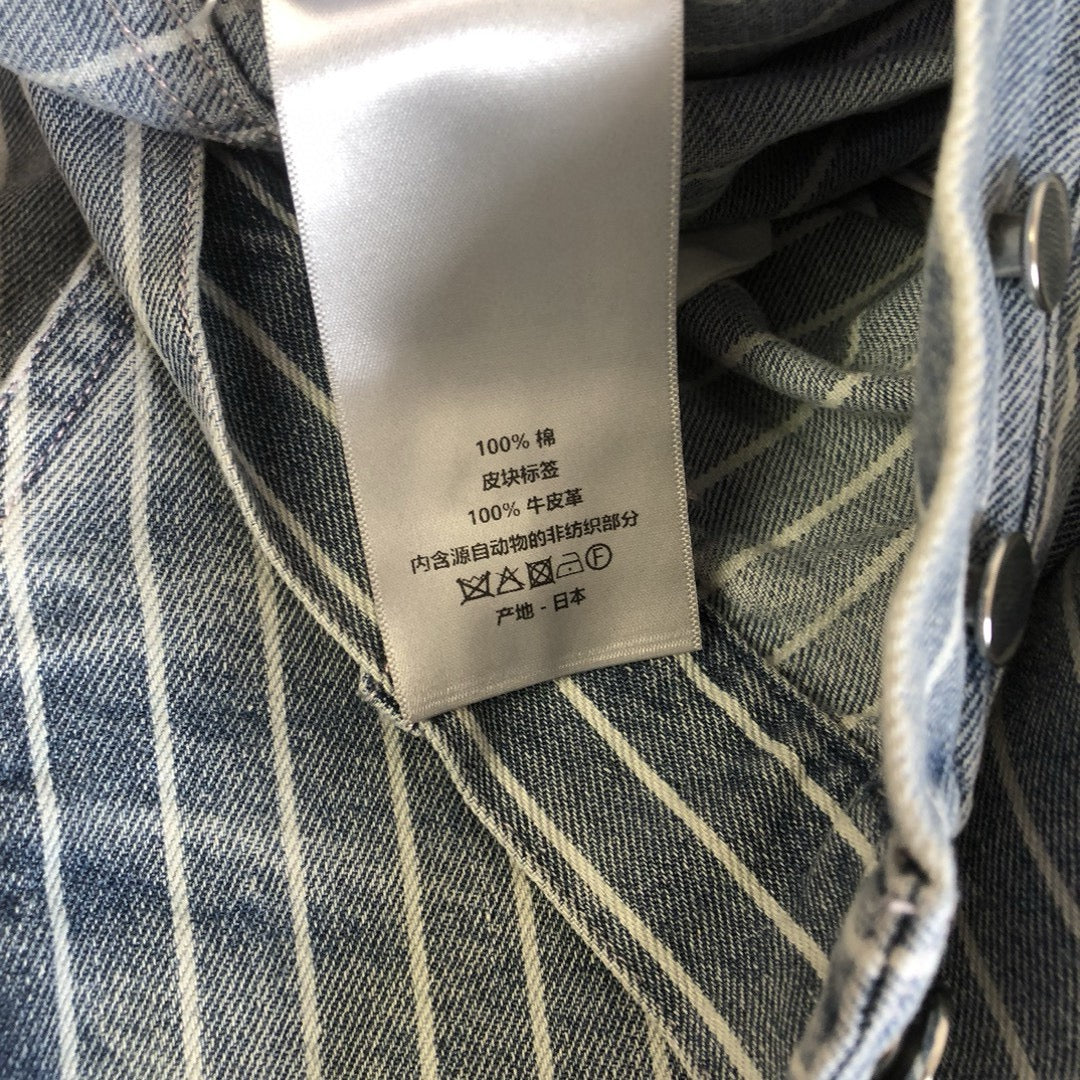 100% 棉
皮块标签
100% 牛皮革
内含源自动物的非纺织部分
F
产地 - 日本